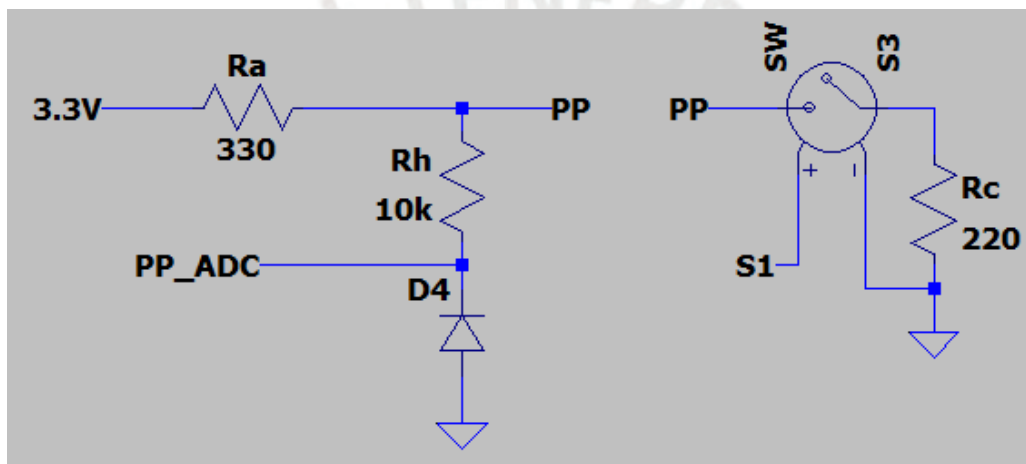 Ra
3.3V
330
PP
Rh
10k
PP_ADC
D4
SW
S3
PP
+
-
S1
Rc
220